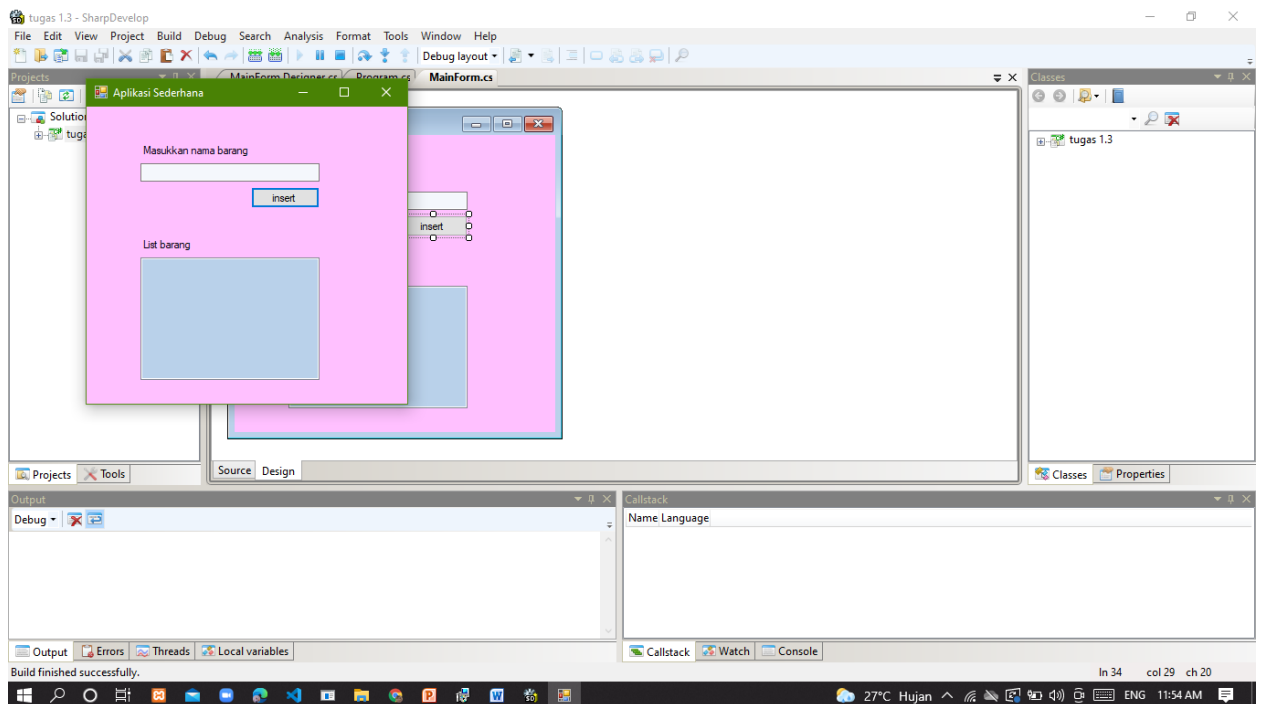 tugas 1.3 - SharpDevelop
File Edit View Project Build Debug Search Analysis Format Tools Window Help
Debug layout
Projects
MainForm.Designer.cs Program.cs MainForm.cs
Classes
Aplikasi Sederhana
Solution
tugas
tugas 1.3
Masukkan nama barang
insert
insert
List barang
Projects Tools
Source Design
Classes Properties
Output
Callstack
Debug
Name Language
Output Errors Threads Local variables
Callstack Watch Console
Build finished successfully.
ln 34 col 29 ch 20
27°C Hujan ENG 11:54 AM